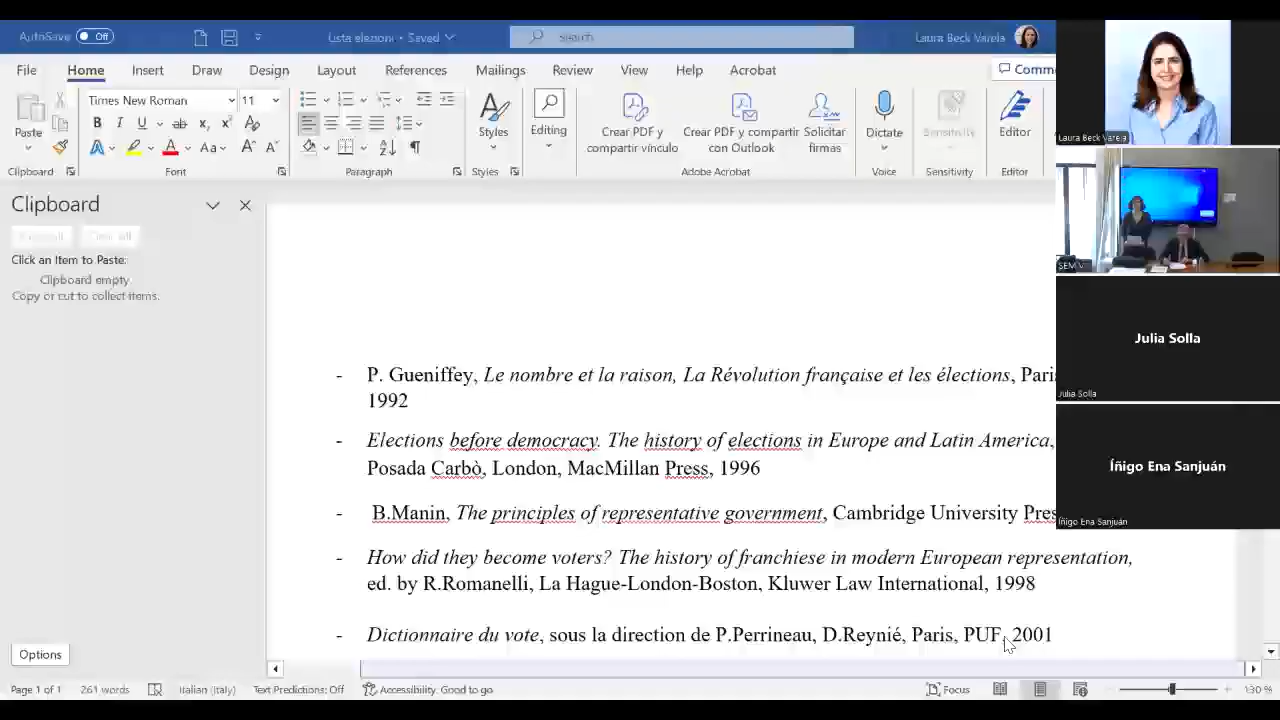 AutoSave Off
Lista elezioni - Saved
Search
Laura Beck Varela
File Home Insert Draw Design Layout References Mailings Review View Help Acrobat
Comm
Paste
Times New Roman 11
Styles
Editing
Crear PDF y compartir vínculo
Crear PDF y compartir con Outlook
Solicitar firmas
Dictate
Sensitivity
Editor
Clipboard Font Paragraph Styles Adobe Acrobat Voice Sensitivity Editor
Clipboard
Click an Item to Paste:
Clipboard empty
Copy or cut to collect items.
- P. Gueniffey, Le nombre et la raison, La Révolution française et les élections, Pari
1992
- Elections before democracy. The history of elections in Europe and Latin America,
Posada Carbò, London, MacMillan Press, 1996
- B.Manin, The principles of representative government, Cambridge University Pres
- How did they become voters? The history of franchiese in modern European representation,
ed. by R.Romanelli, La Hague-London-Boston, Kluwer Law International, 1998
- Dictionnaire du vote, sous la direction de P.Perrineau, D.Reynié, Paris, PUF, 2001
Options
Page 1 of 1 261 words Italian (Italy) Text Predictions: Off Accessibility: Good to go Focus 130 %
Laura Beck Varela
SEM V
Julia Solla
Julia Solla
Íñigo Ena Sanjuán
Íñigo Ena Sanjuán